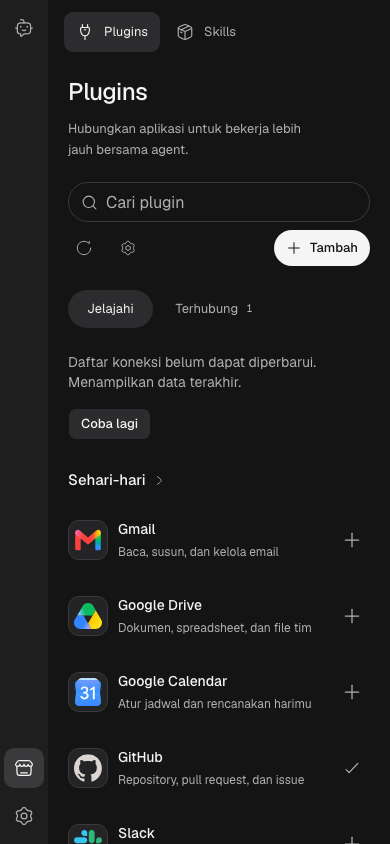 Plugins
Skills
Plugins
Hubungkan aplikasi untuk bekerja lebih
jauh bersama agent.
Cari plugin
Tambah
Jelajahi
Terhubung 1
Daftar koneksi belum dapat diperbarui.
Menampilkan data terakhir.
Coba lagi
Sehari-hari
Gmail
Baca, susun, dan kelola email
Google Drive
Dokumen, spreadsheet, dan file tim
31
Google Calendar
Atur jadwal dan rencanakan harimu
GitHub
Repository, pull request, dan issue
Slack